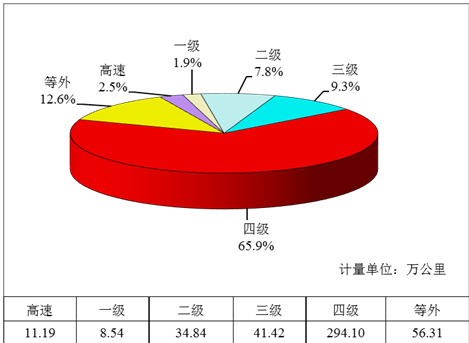 一级
1.9%
二级
7.8%
高速
2.5%
三级
9.3%
等外
12.6%
四级
65.9%
计量单位：万公里
高速 一级 二级 三级 四级 等外
11.19 8.54 34.84 41.42 294.10 56.31